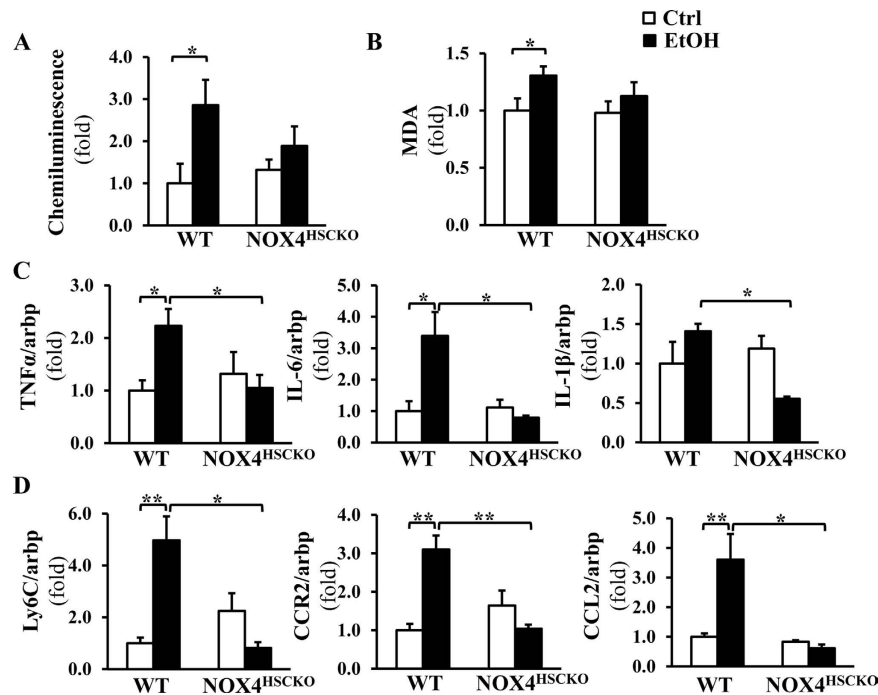 Ctrl
EtOH
A
Chemiluminescence
(fold)
4.0
3.0
2.0
1.0
0.0
*
WT
NOX4HSCKO
B
MDA
(fold)
1.5
1.0
0.5
0.0
*
WT
NOX4HSCKO
C
TNFα/arbp
(fold)
3.0
2.0
1.0
0.0
*
*
WT
NOX4HSCKO
IL-6/arbp
(fold)
5.0
4.0
3.0
2.0
1.0
0.0
*
*
WT
NOX4HSCKO
IL-1β/arbp
(fold)
2.0
1.5
1.0
0.5
0.0
*
WT
NOX4HSCKO
D
Ly6C/arbp
(fold)
6.0
4.0
2.0
0.0
**
*
WT
NOX4HSCKO
CCR2/arbp
(fold)
4.0
3.0
2.0
1.0
0.0
**
**
WT
NOX4HSCKO
CCL2/arbp
(fold)
5.0
4.0
3.0
2.0
1.0
0.0
**
*
WT
NOX4HSCKO